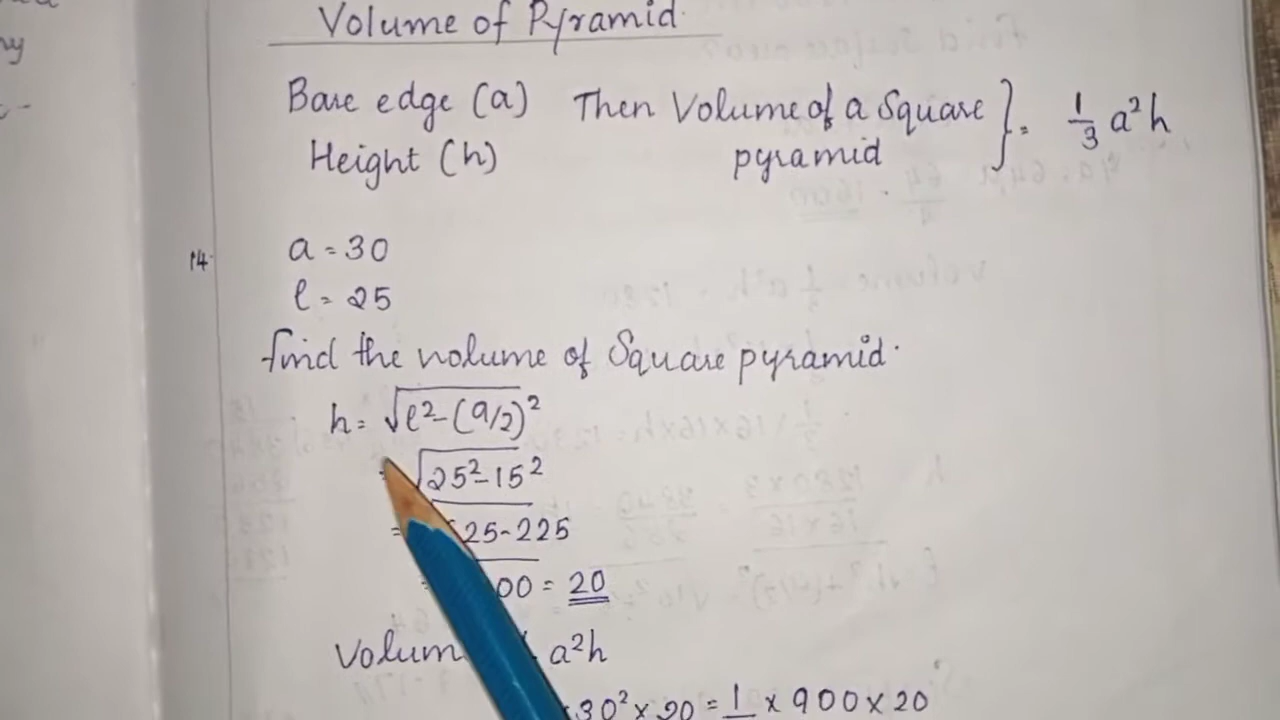 Volume of Pyramid.
Base edge (a) Then Volume of a Square } = 1/3 a²h
Height (h) pyramid
14. a = 30
l = 25
find the volume of Square pyramid.
h = √l² - (a/2)²
= √25² - 15²
= 25 - 225
00 = 20
Volum a²h
30² × 20 = 1 × 900 × 20